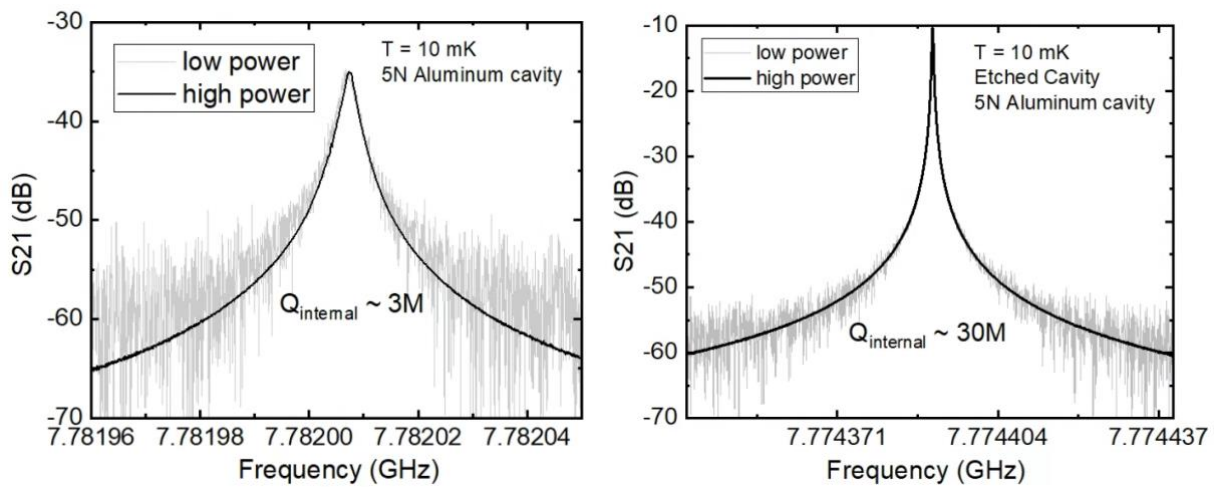 -30
-40
-50
-60
-70
S21 (dB)
low power
high power
T = 10 mK
5N Aluminum cavity
Qinternal ~ 3M
7.78196 7.78198 7.78200 7.78202 7.78204
Frequency (GHz)
-10
-20
-30
-40
-50
-60
-70
S21 (dB)
low power
high power
T = 10 mK
Etched Cavity
5N Aluminum cavity
Qinternal ~ 30M
7.774371 7.774404 7.774437
Frequency (GHz)